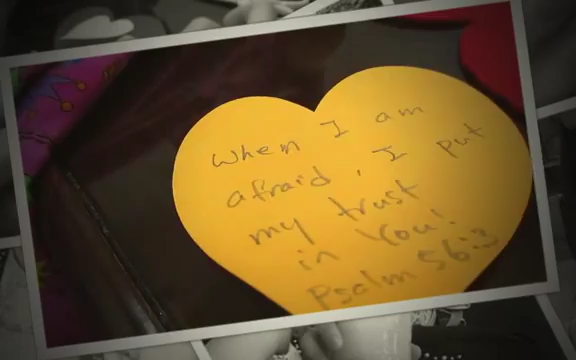 When I am
afraid, I put
my trust
in You!
Psalm 56:3